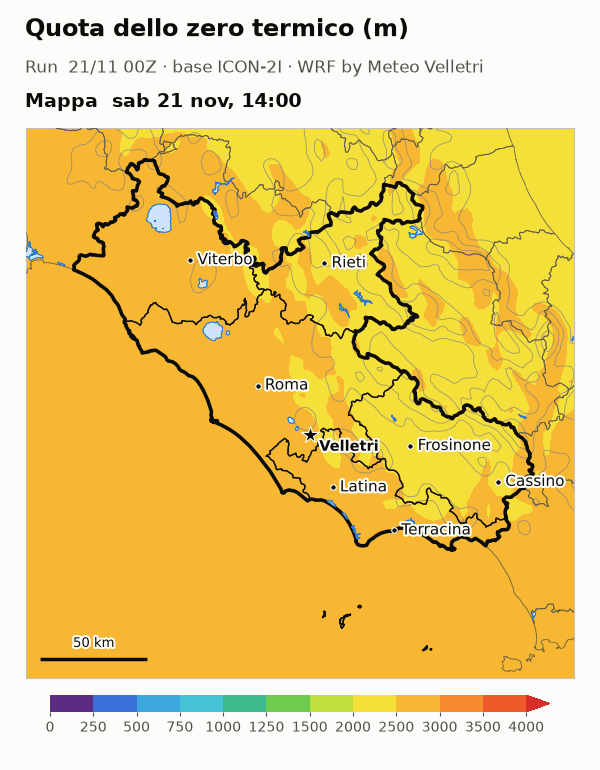 Quota dello zero termico (m)
Run  21/11 00Z · base ICON-2I · WRF by Meteo Velletri
Mappa  sab 21 nov, 14:00
Viterbo
Rieti
Roma
Velletri
Frosinone
Latina
Cassino
Terracina
50 km
0 250 500 750 1000 1250 1500 2000 2500 3000 3500 4000